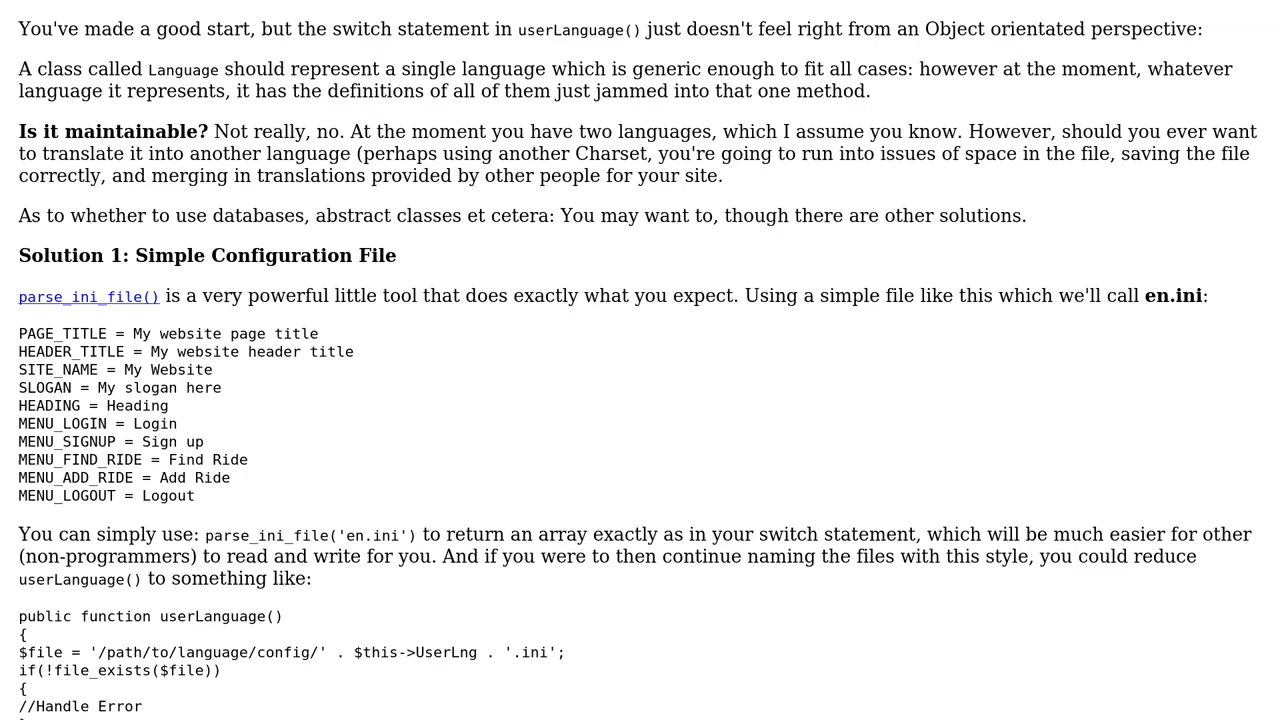 You've made a good start, but the switch statement in userLanguage() just doesn't feel right from an Object orientated perspective:
A class called Language should represent a single language which is generic enough to fit all cases: however at the moment, whatever
language it represents, it has the definitions of all of them just jammed into that one method.
Is it maintainable? Not really, no. At the moment you have two languages, which I assume you know. However, should you ever want
to translate it into another language (perhaps using another Charset, you're going to run into issues of space in the file, saving the file
correctly, and merging in translations provided by other people for your site.
As to whether to use databases, abstract classes et cetera: You may want to, though there are other solutions.
Solution 1: Simple Configuration File
parse_ini_file() is a very powerful little tool that does exactly what you expect. Using a simple file like this which we'll call en.ini:
PAGE_TITLE = My website page title
HEADER_TITLE = My website header title
SITE_NAME = My Website
SLOGAN = My slogan here
HEADING = Heading
MENU_LOGIN = Login
MENU_SIGNUP = Sign up
MENU_FIND_RIDE = Find Ride
MENU_ADD_RIDE = Add Ride
MENU_LOGOUT = Logout
You can simply use: parse_ini_file('en.ini') to return an array exactly as in your switch statement, which will be much easier for other
(non-programmers) to read and write for you. And if you were to then continue naming the files with this style, you could reduce
userLanguage() to something like:
public function userLanguage()
{
$file = '/path/to/language/config/' . $this->UserLng . '.ini';
if(!file_exists($file))
{
//Handle Error